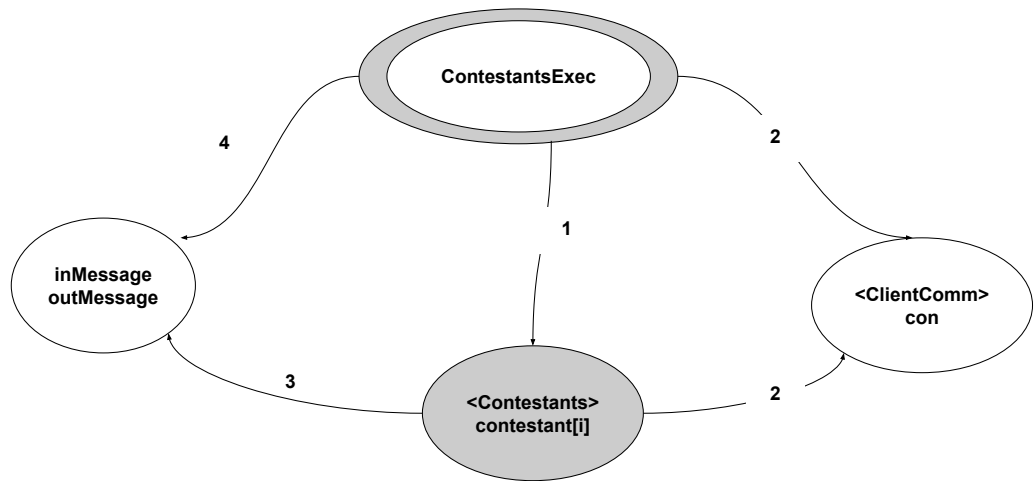 ContestantsExec
4
2
1
inMessage
outMessage
<ClientComm>
con
3
<Contestants>
contestant[i]
2